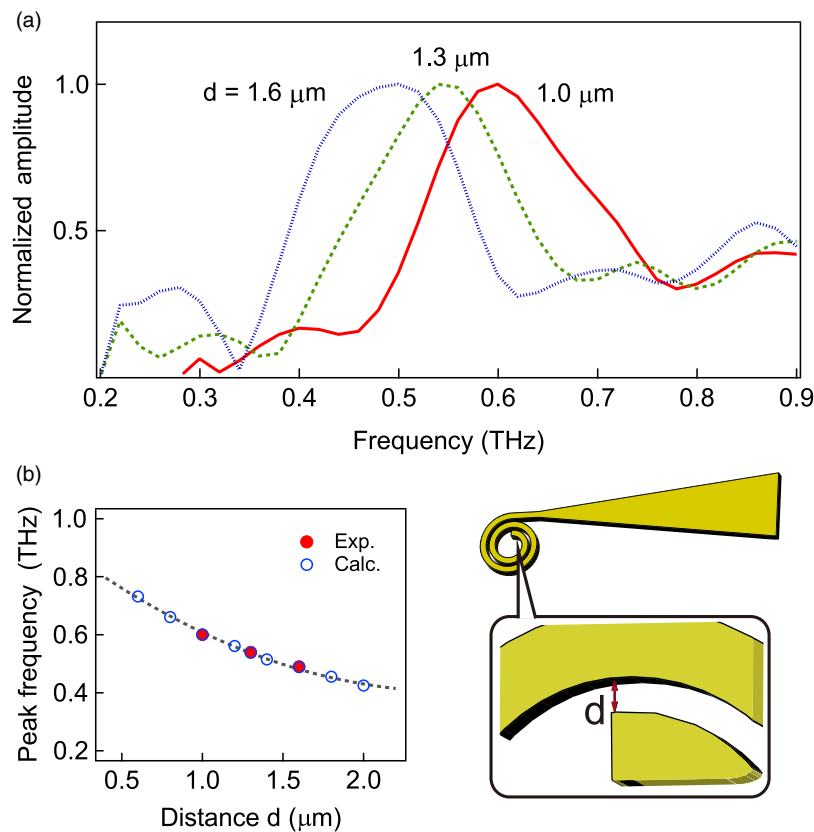 (a)
Normalized amplitude
1.0
0.5
d = 1.6 μm
1.3 μm
1.0 μm
0.2 0.3 0.4 0.5 0.6 0.7 0.8 0.9
Frequency (THz)
(b)
Peak frequency (THz)
1.0
0.8
0.6
0.4
0.2
Exp.
Calc.
0.5 1.0 1.5 2.0
Distance d (μm)
d